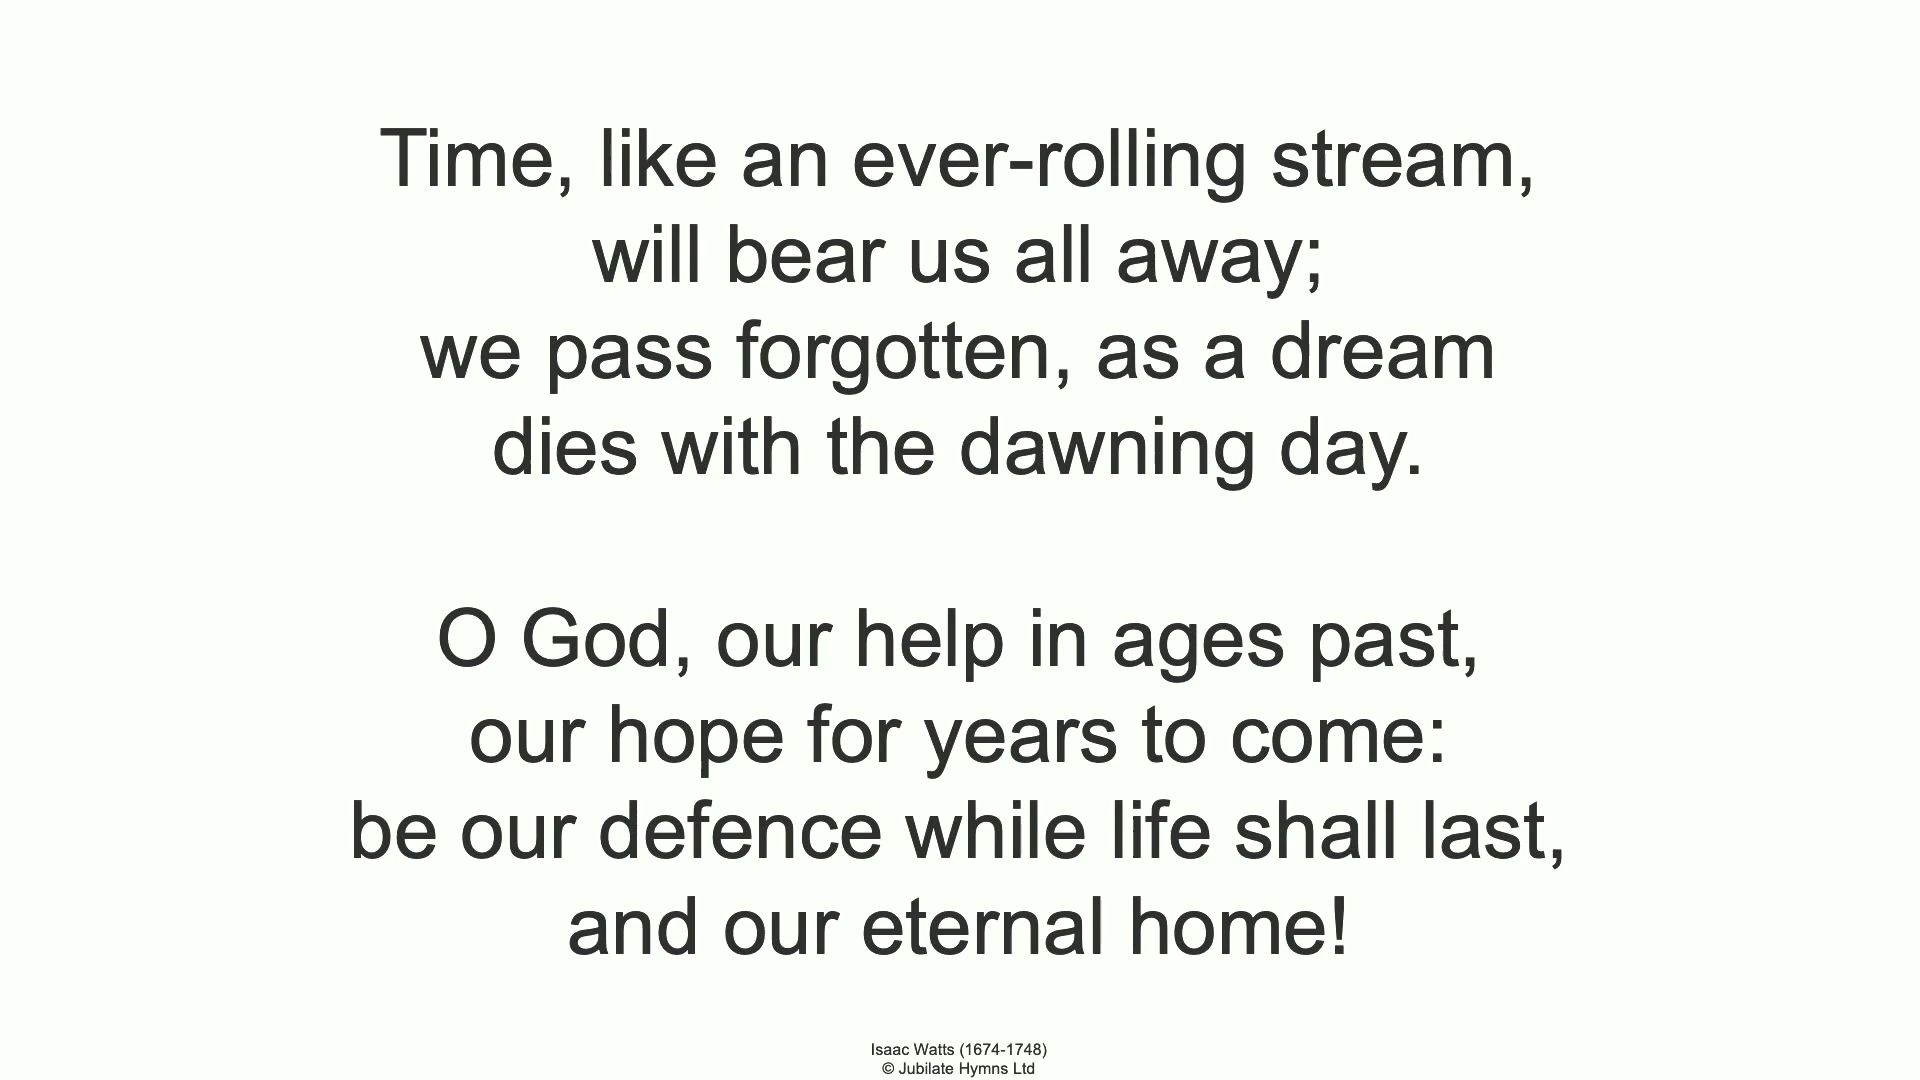 Time, like an ever-rolling stream,
will bear us all away;
we pass forgotten, as a dream
dies with the dawning day.
O God, our help in ages past,
our hope for years to come:
be our defence while life shall last,
and our eternal home!
Isaac Watts (1674-1748)
© Jubilate Hymns Ltd